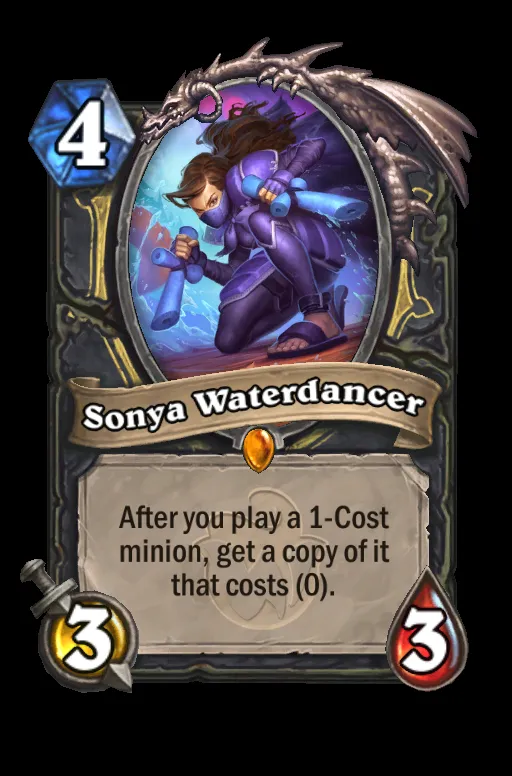 4
Sonya Waterdancer
After you play a 1-Cost
minion, get a copy of it
that costs (0).
3
3